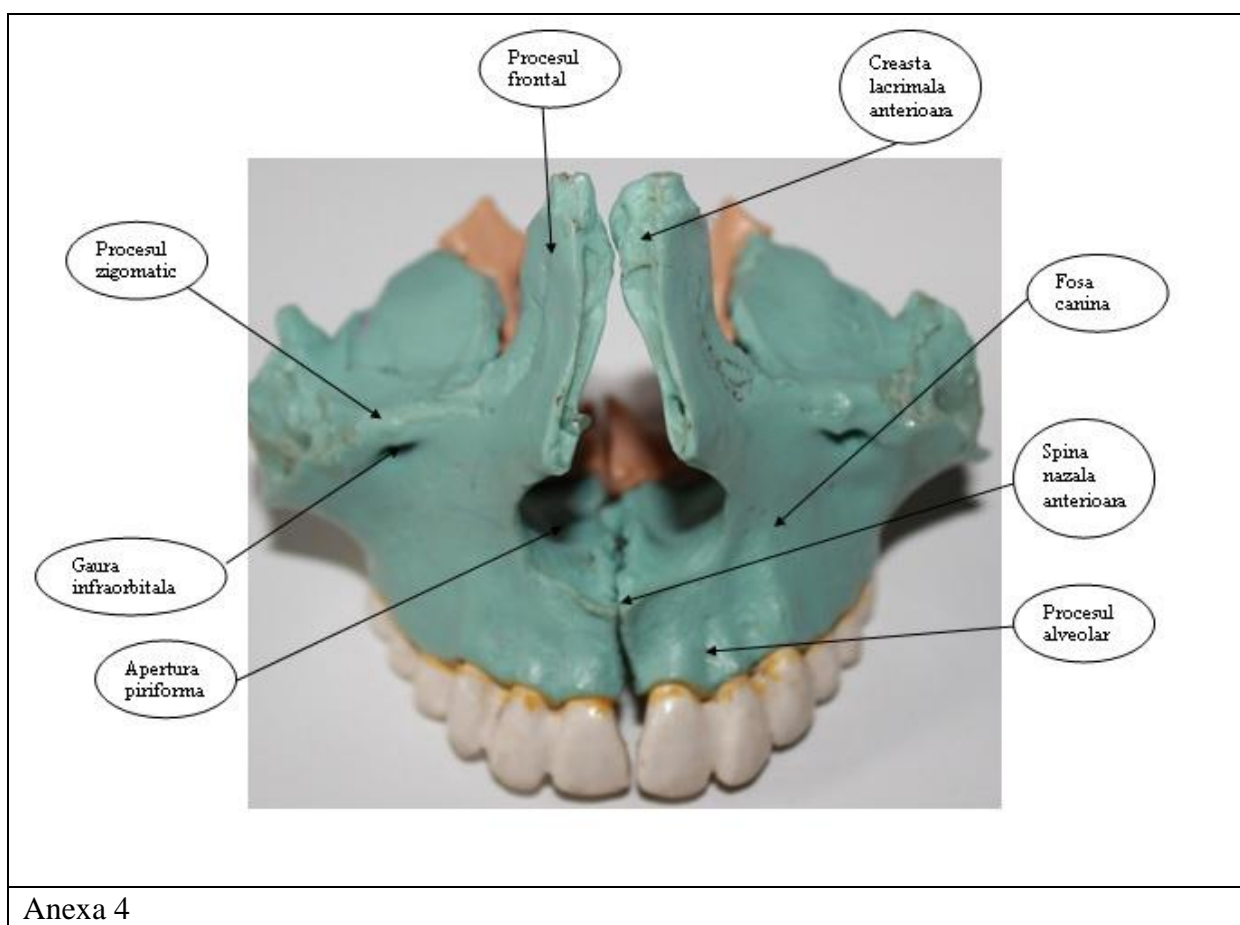 Procesul
frontal
Creasta
lacrimala
anterioara
Procesul
zigomatic
Fosa
canina
Spina
nazala
anterioara
Gaura
infraorbitala
Procesul
alveolar
Apertura
piriforma
Anexa 4